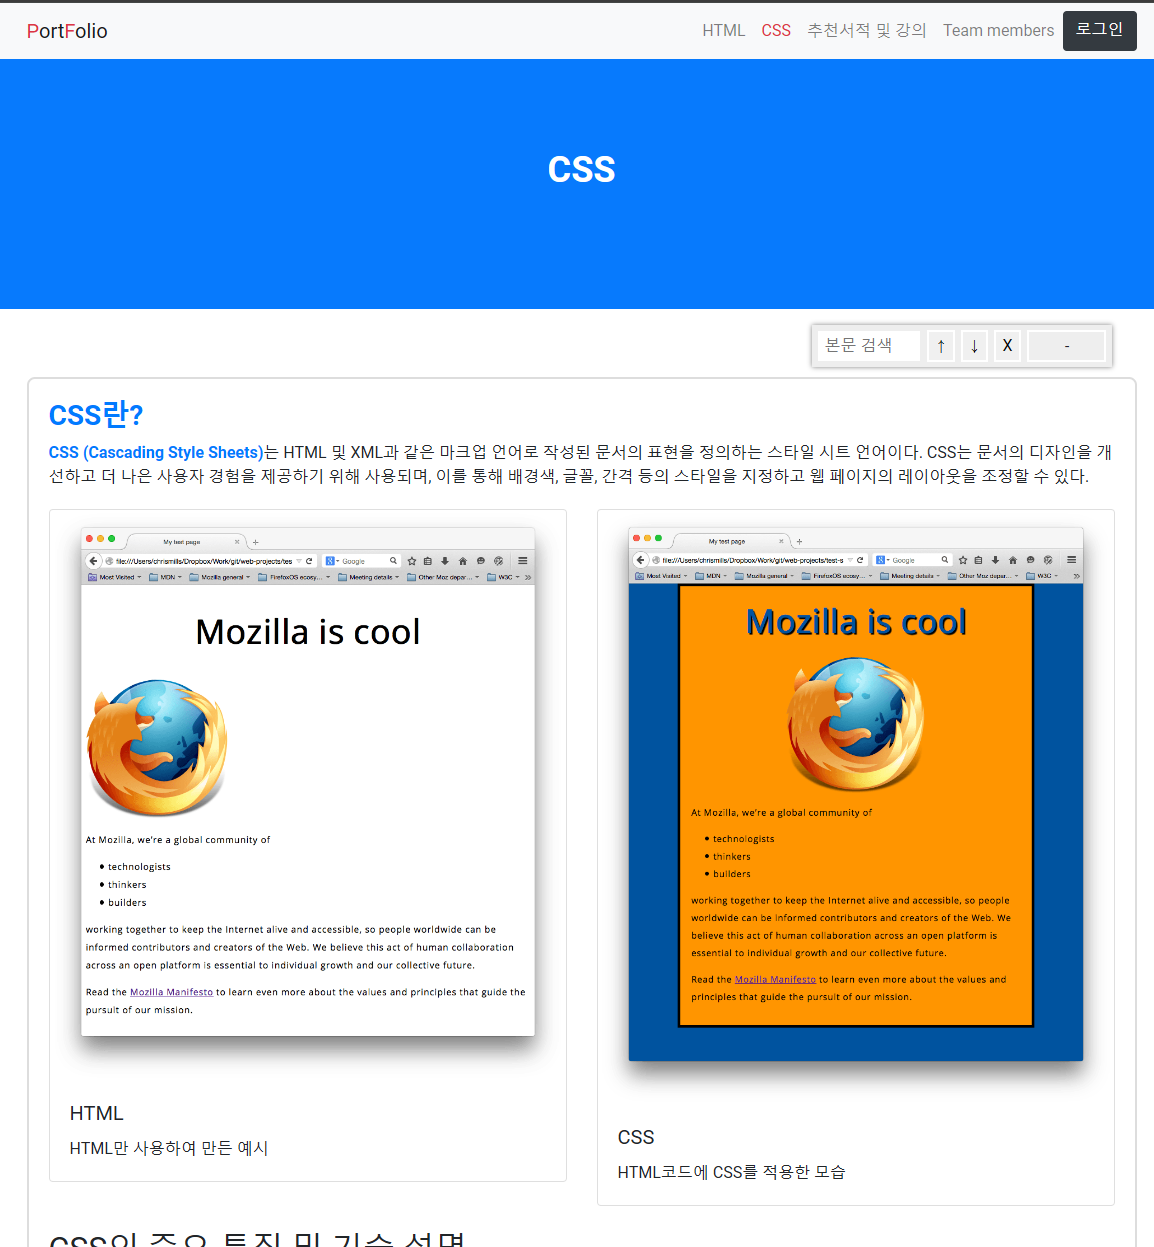 PortFolio
HTML CSS 추천서적 및 강의 Team members 로그인
CSS
본문 검색 ↑ ↓ X -
CSS란?
CSS (Cascading Style Sheets)는 HTML 및 XML과 같은 마크업 언어로 작성된 문서의 표현을 정의하는 스타일 시트 언어이다. CSS는 문서의 디자인을 개
선하고 더 나은 사용자 경험을 제공하기 위해 사용되며, 이를 통해 배경색, 글꼴, 간격 등의 스타일을 지정하고 웹 페이지의 레이아웃을 조정할 수 있다.
My test page
file:///Users/chrismills/Dropbox/Work/git/web-projects/tes
Google
Most Visited MDN Mozilla general FirefoxOS ecosy... Meeting details Other Moz depar... W3C
Mozilla is cool
At Mozilla, we're a global community of
• technologists
• thinkers
• builders
working together to keep the Internet alive and accessible, so people worldwide can be
informed contributors and creators of the Web. We believe this act of human collaboration
across an open platform is essential to individual growth and our collective future.
Read the Mozilla Manifesto to learn even more about the values and principles that guide the
pursuit of our mission.
HTML
HTML만 사용하여 만든 예시
My test page
file:///Users/chrismills/Dropbox/Work/git/web-projects/test-s
Google
Most Visited MDN Mozilla general FirefoxOS ecosy... Meeting details Other Moz depar... W3C
Mozilla is cool
At Mozilla, we're a global community of
• technologists
• thinkers
• builders
working together to keep the Internet alive and accessible, so people
worldwide can be informed contributors and creators of the Web. We
believe this act of human collaboration across an open platform is
essential to individual growth and our collective future.
Read the Mozilla Manifesto to learn even more about the values and
principles that guide the pursuit of our mission.
CSS
HTML코드에 CSS를 적용한 모습
CSS의 주요 특징 및 기술 설명